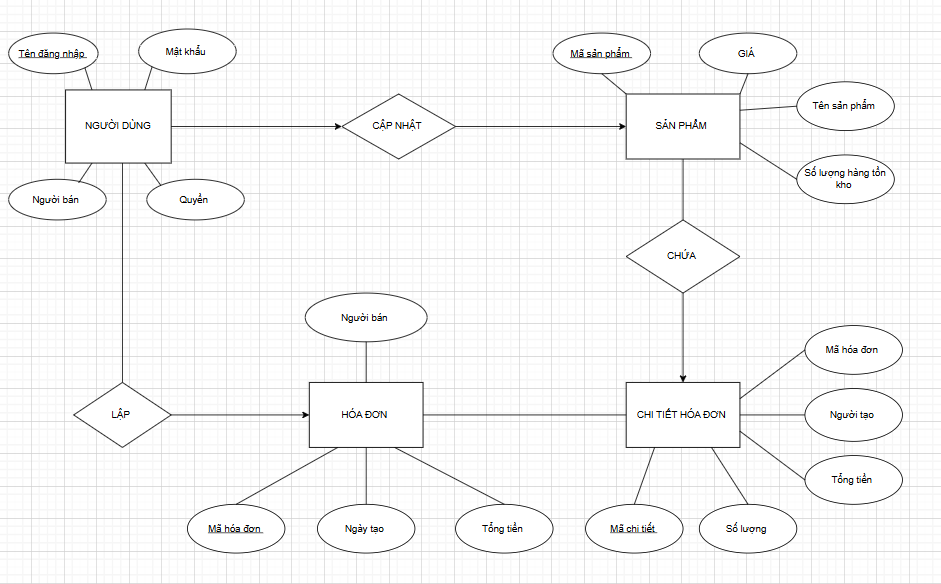 Tên đăng nhập
Mật khẩu
Mã sản phẩm
GIÁ
NGƯỜI DÙNG
CẬP NHẬT
SẢN PHẨM
Tên sản phẩm
Số lượng hàng tồn
kho
Người bán
Quyền
CHỨA
Người bán
Mã hóa đơn
LẬP
HÓA ĐƠN
CHI TIẾT HÓA ĐƠN
Người tạo
Tổng tiền
Mã hóa đơn
Ngày tạo
Tổng tiền
Mã chi tiết
Số lượng